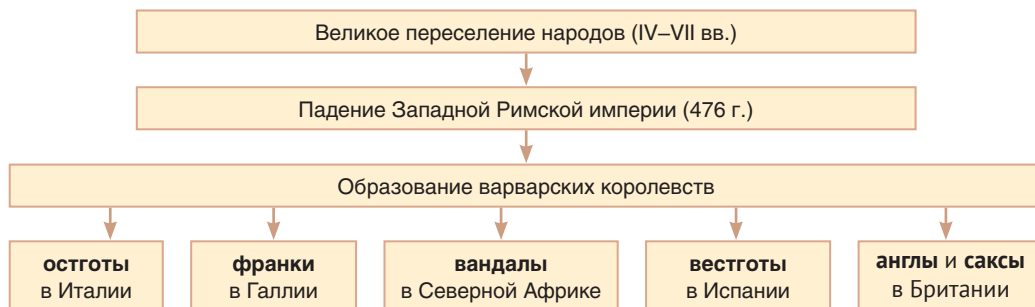 Великое переселение народов (IV–VII вв.)
Падение Западной Римской империи (476 г.)
Образование варварских королевств
остготы
в Италии
франки
в Галлии
вандалы
в Северной Африке
вестготы
в Испании
англы и саксы
в Британии